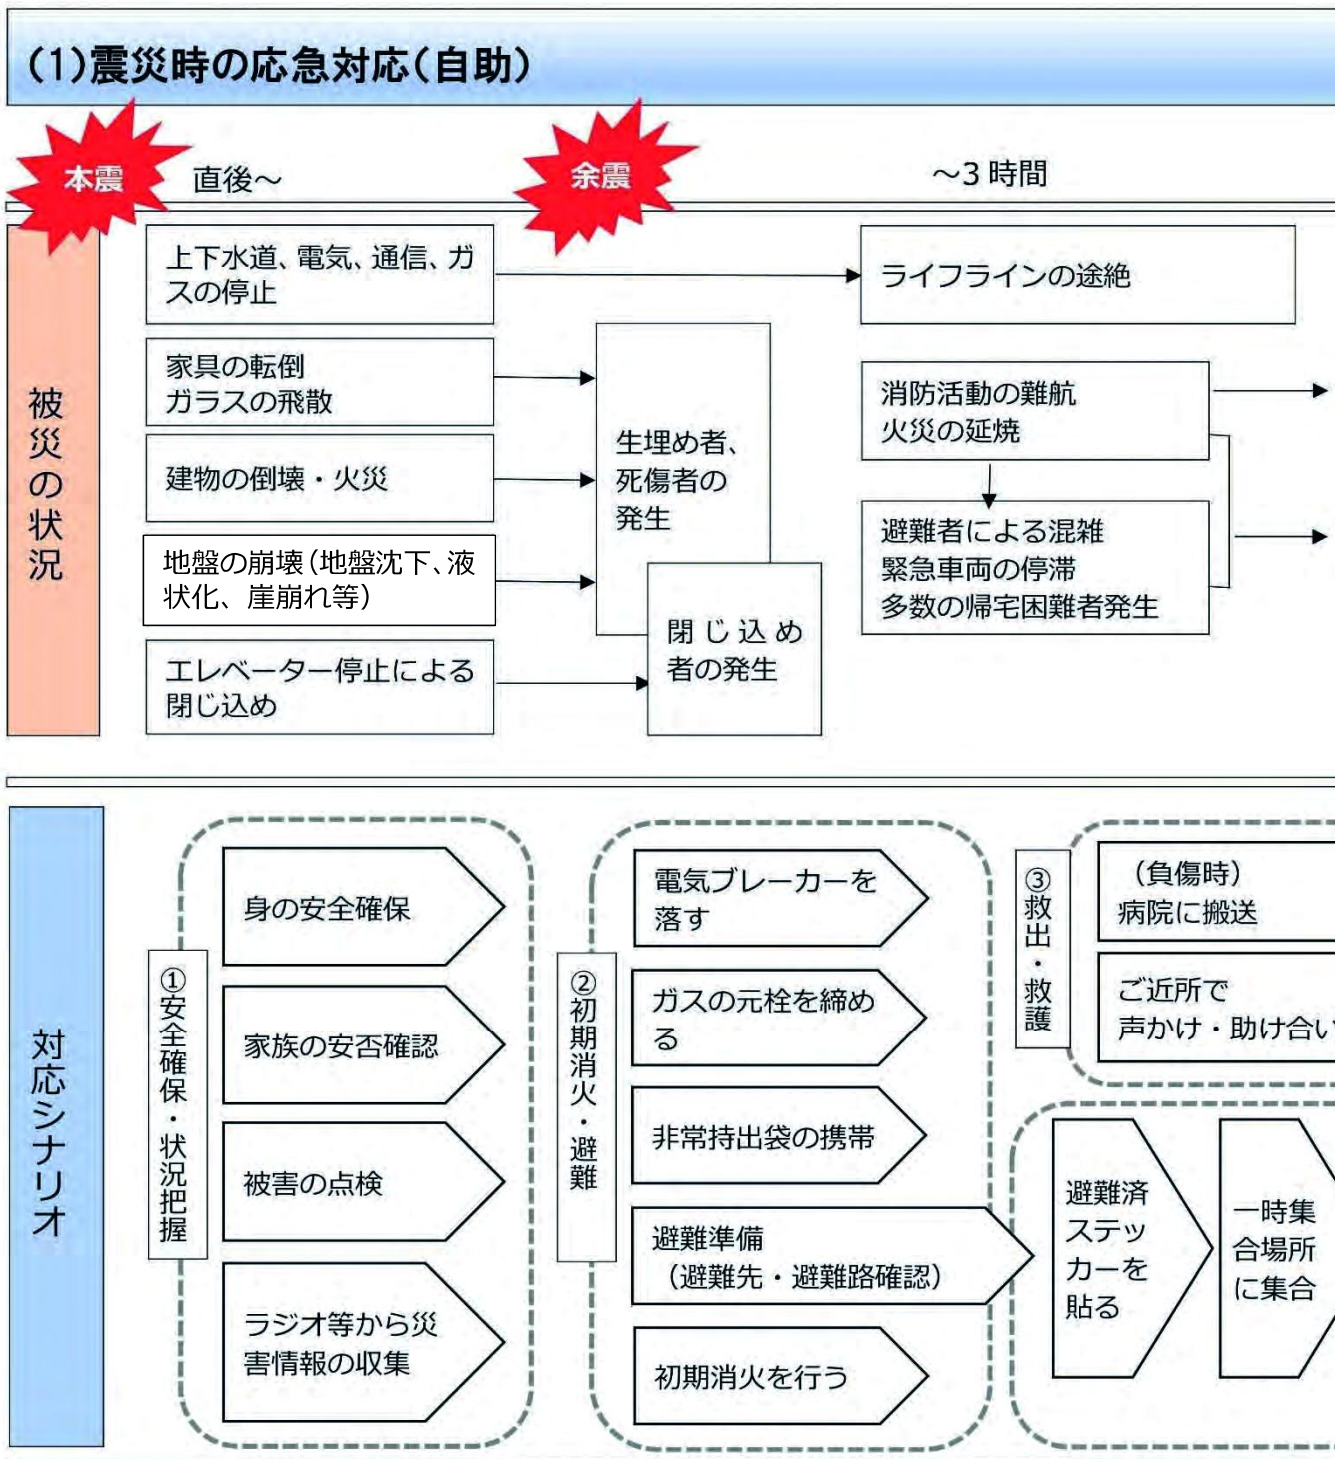 (1)震災時の応急対応(自助)
本震
直後～
余震
～3時間
被災の状況
上下水道、電気、通信、ガ
スの停止
ライフラインの途絶
家具の転倒
ガラスの飛散
建物の倒壊・火災
地盤の崩壊(地盤沈下、液
状化、崖崩れ等)
エレベーター停止による
閉じ込め
生埋め者、
死傷者の
発生
閉じ込め
者の発生
消防活動の難航
火災の延焼
避難者による混雑
緊急車両の停滞
多数の帰宅困難者発生
対応シナリオ
①安全確保・状況把握
身の安全確保
家族の安否確認
被害の点検
ラジオ等から災
害情報の収集
②初期消火・避難
電気ブレーカーを
落す
ガスの元栓を締め
る
非常持出袋の携帯
避難準備
(避難先・避難路確認)
初期消火を行う
③救出・救護
(負傷時)
病院に搬送
ご近所で
声かけ・助け合い
避難済
ステッ
カーを
貼る
一時集
合場所
に集合